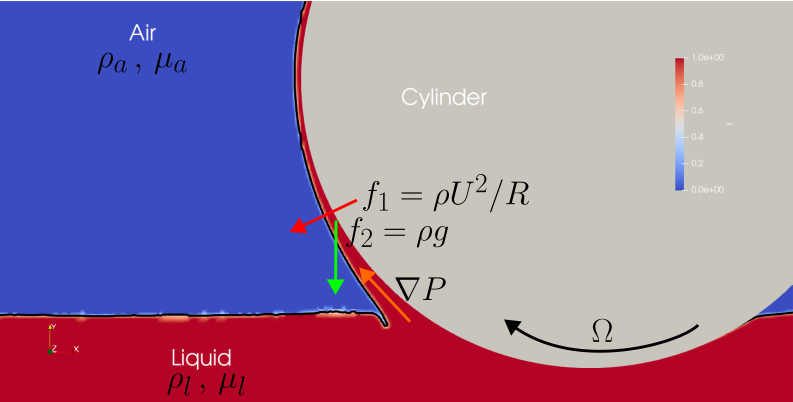 Air
ρₐ , μₐ
Cylinder
1.0e+00
0.8
0.6
0.4
0.2
0.0e+00
f
f₁ = ρU²/R
f₂ = ρg
∇P
Ω
Y
Z X
Liquid
ρₗ , μₗ